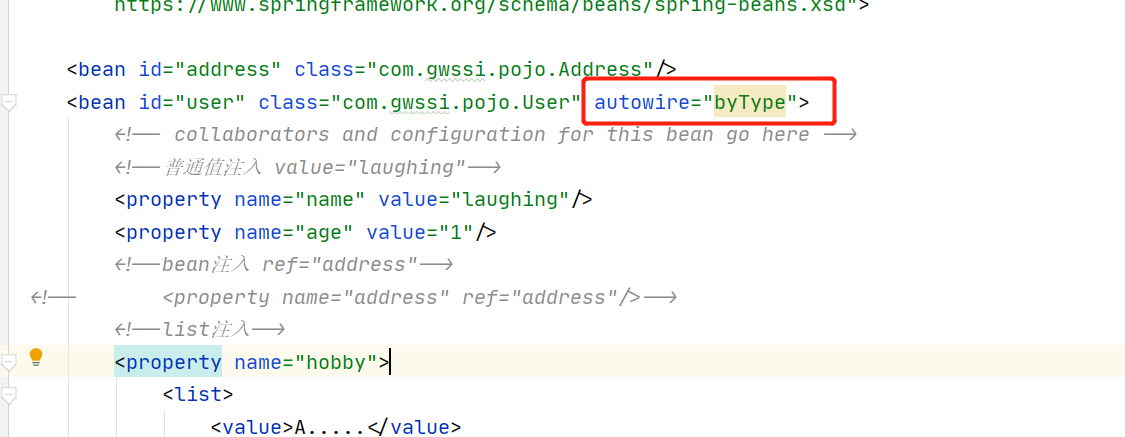 https://www.springframework.org/schema/beans/spring-beans.xsd">
<bean id="address" class="com.gwssi.pojo.Address"/>
<bean id="user" class="com.gwssi.pojo.User" autowire="byType">
<!-- collaborators and configuration for this bean go here -->
<!--普通值注入 value="laughing"-->
<property name="name" value="laughing"/>
<property name="age" value="1"/>
<!--bean注入 ref="address"-->
<!-- <property name="address" ref="address"/>-->
<!--list注入-->
<property name="hobby">
<list>
<value>A.....</value>